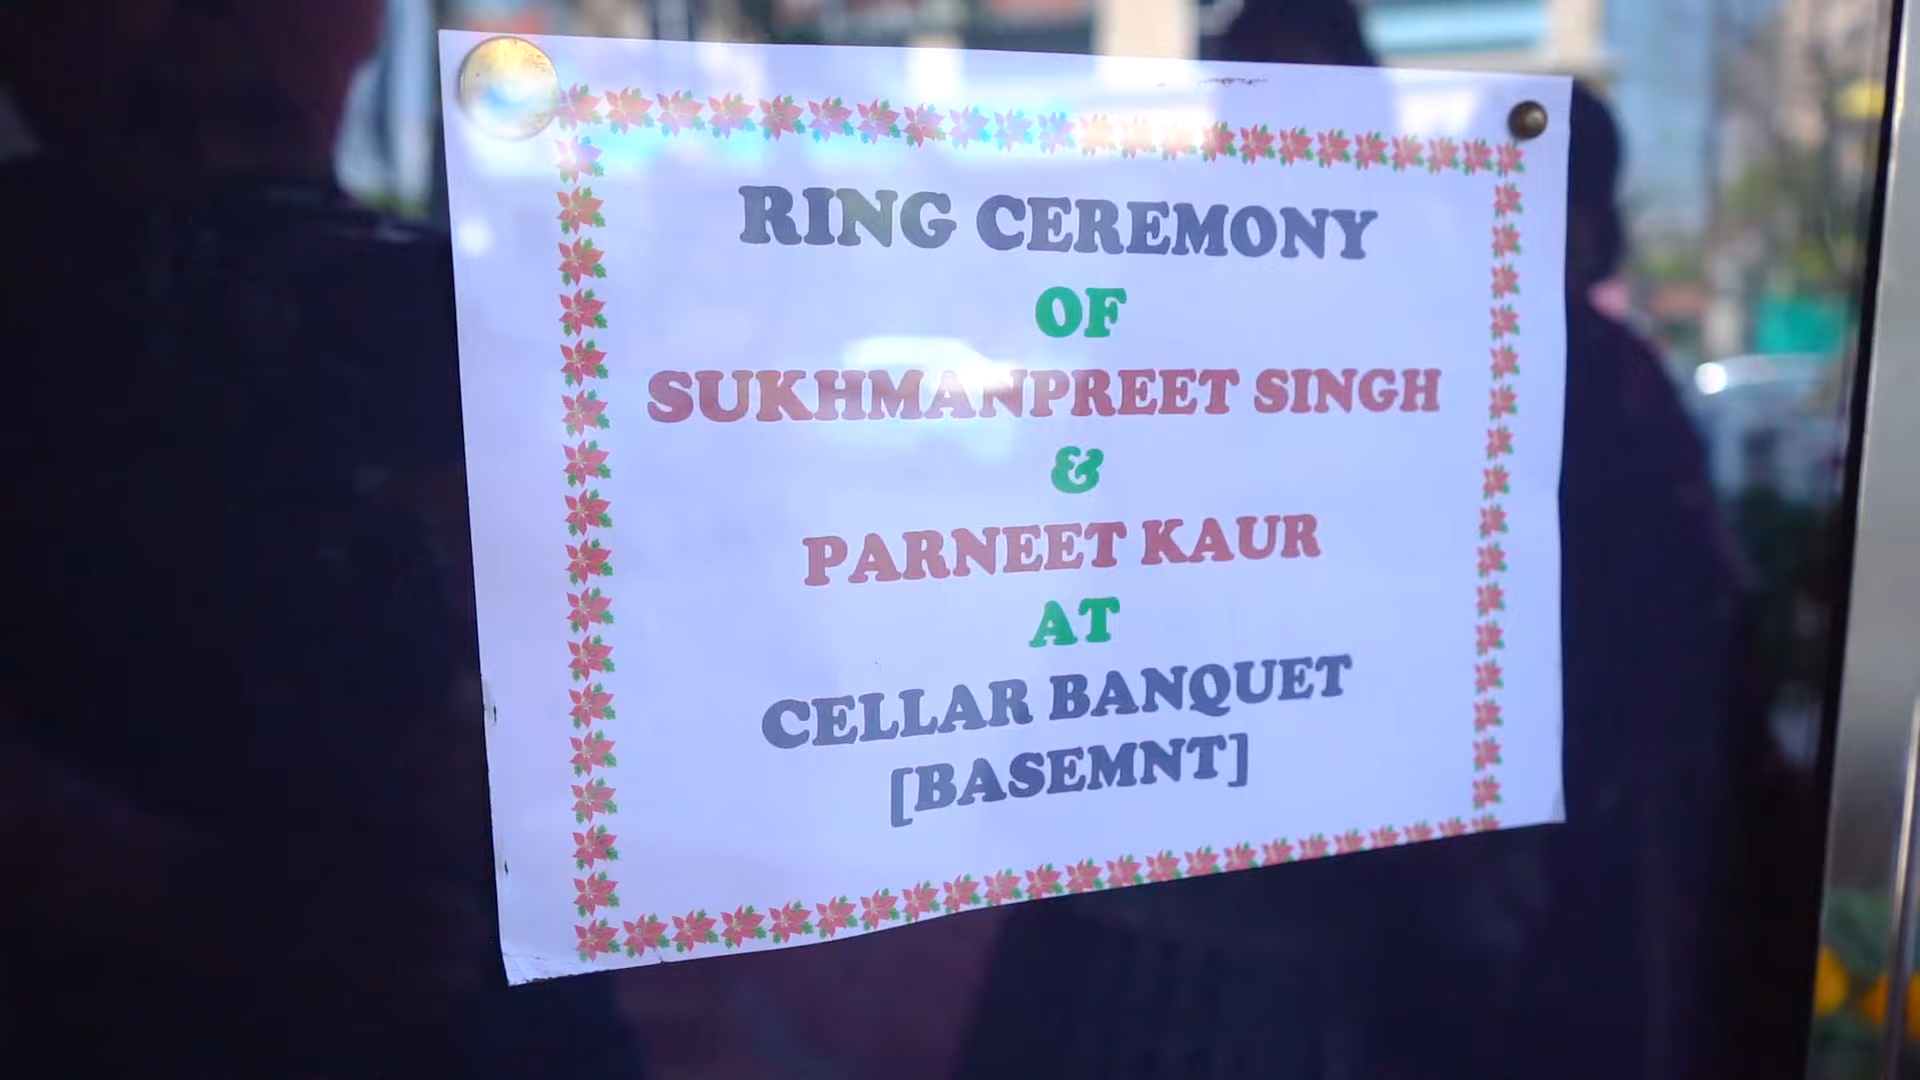 RING CEREMONY
OF
SUKHMANPREET SINGH
&
PARNEET KAUR
AT
CELLAR BANQUET
[BASEMNT]